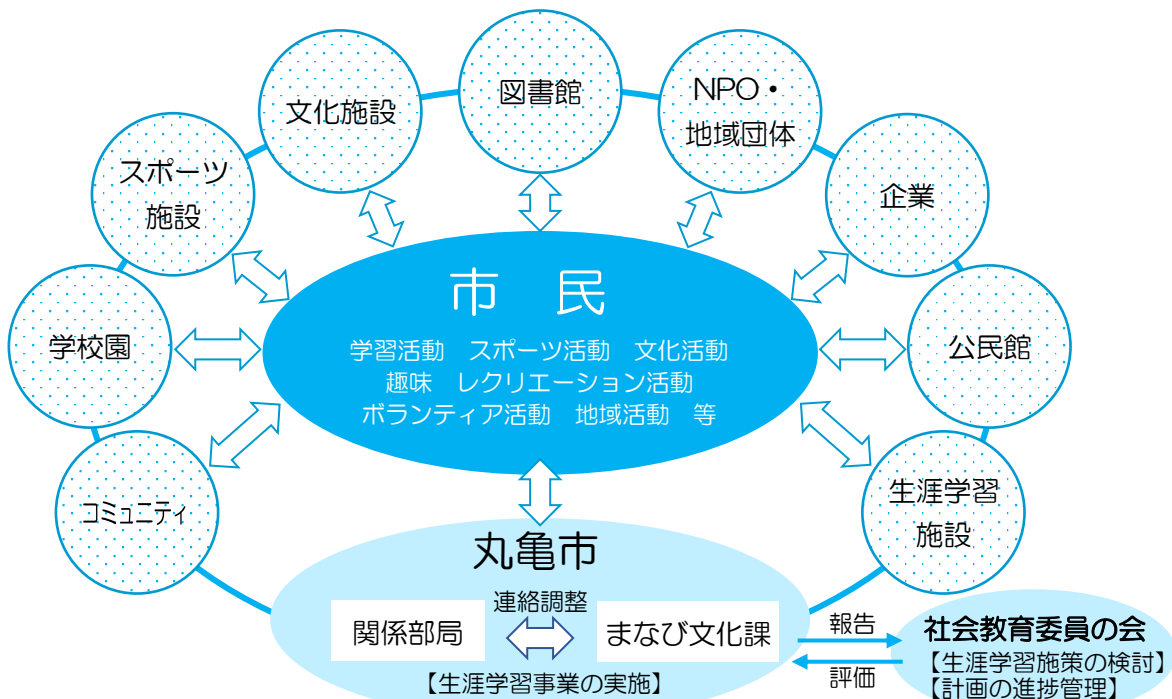 図書館
文化施設
NPO・
地域団体
スポーツ
施設
企業
学校園
公民館
コミュニティ
生涯学習
施設
市　民
学習活動　スポーツ活動　文化活動
趣味　レクリエーション活動
ボランティア活動　地域活動　等
丸亀市
連絡調整
関係部局
まなび文化課
【生涯学習事業の実施】
報告
評価
社会教育委員の会
【生涯学習施策の検討】
【計画の進捗管理】